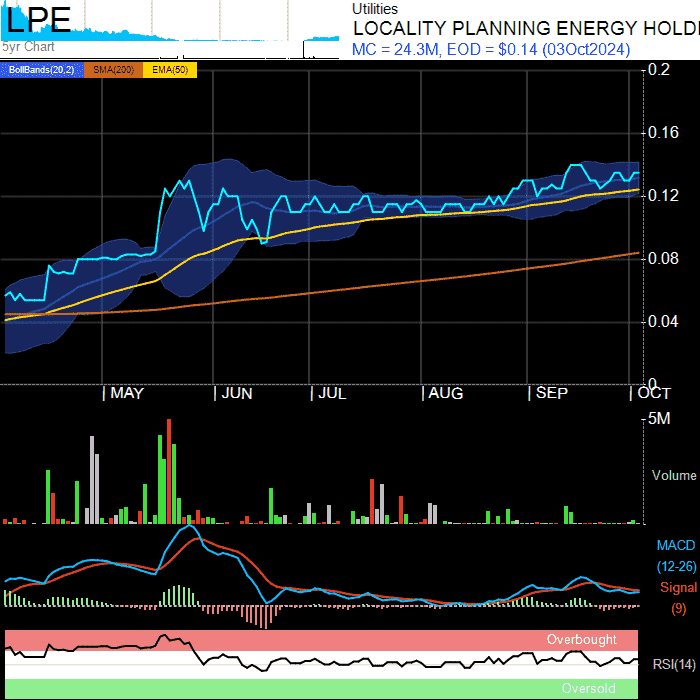 LPE
5yr Chart
Utilities
LOCALITY PLANNING ENERGY HOLDI
MC = 24.3M, EOD = $0.14 (03Oct2024)
BollBands(20,2) SMA(200) EMA(50)
0.2
0.16
0.12
0.08
0.04
0
MAY JUN JUL AUG SEP OCT
5M
Volume
MACD
(12-26)
Signal
(9)
Overbought
RSI(14)
Oversold